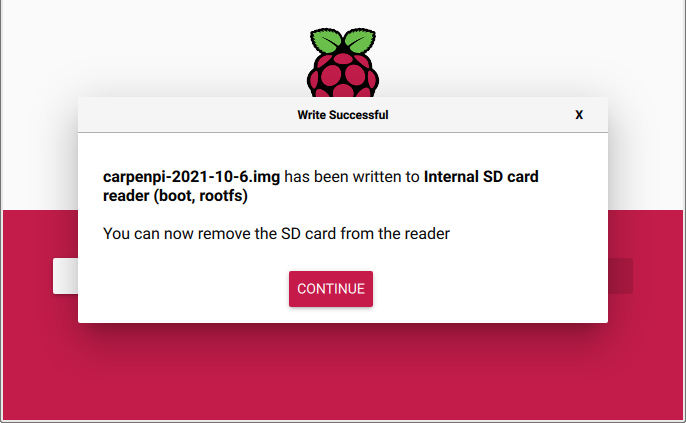 Write Successful X
carpenpi-2021-10-6.img has been written to Internal SD card
reader (boot, rootfs)
You can now remove the SD card from the reader
CONTINUE